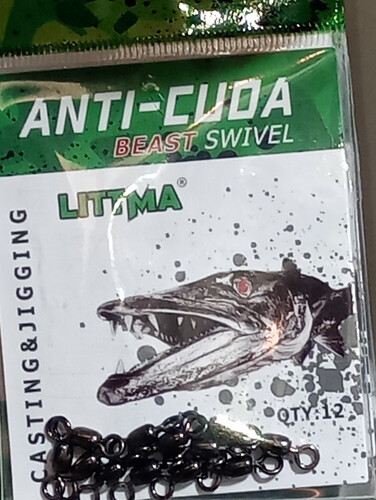 ANTI-CUDA
BEAST SWIVEL
LITTMA®
CASTING&JIGGING
QTY:12